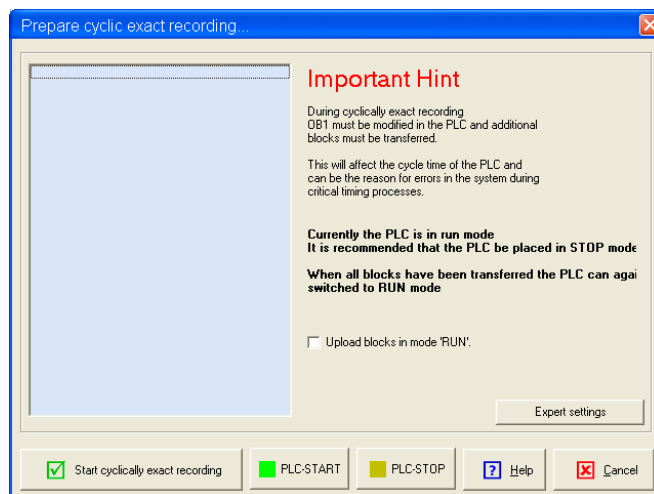 Prepare cyclic exact recording...
Important Hint
During cyclically exact recording
OB1 must be modified in the PLC and additional
blocks must be transferred.
This will affect the cycle time of the PLC and
can be the reason for errors in the system during
critical timing processes.
Currently the PLC is in run mode
It is recommended that the PLC be placed in STOP mode
When all blocks have been transferred the PLC can agai
switched to RUN mode
Upload blocks in mode 'RUN'.
Expert settings
Start cyclically exact recording
PLC-START
PLC-STOP
? Help
Cancel